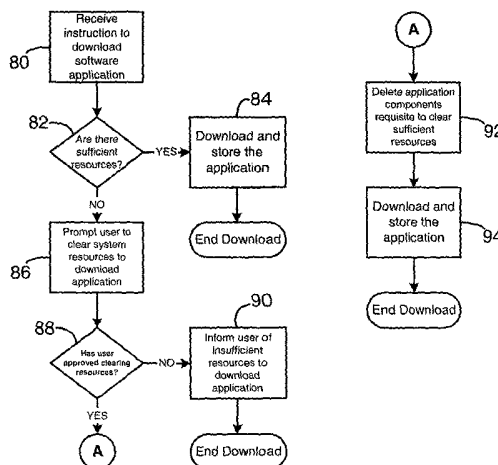 Receive
instruction to
download
software
application
80
82
Are there
sufficient
resources?
YES
84
Download and
store the
application
End Download
NO
Prompt user to
clear system
resources to
download
application
86
88
Has user
approved clearing
resources?
NO
90
Inform user of
insufficient
resources to
download
application
End Download
YES
A
A
Delete application
components
requisite to clear
sufficient
resources
92
Download and
store the
application
94
End Download